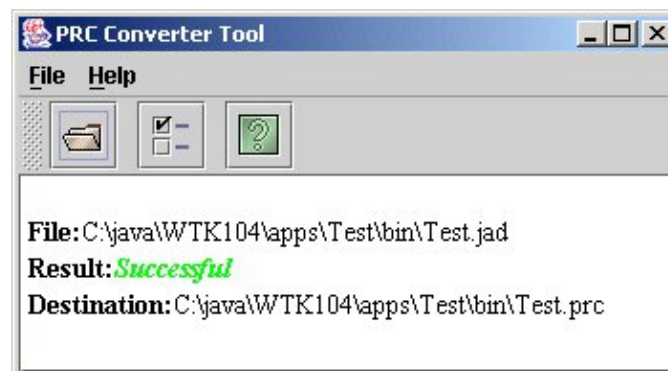 PRC Converter Tool
File Help
File:C:\java\WTK104\apps\Test\bin\Test.jad
Result:Successful
Destination:C:\java\WTK104\apps\Test\bin\Test.prc